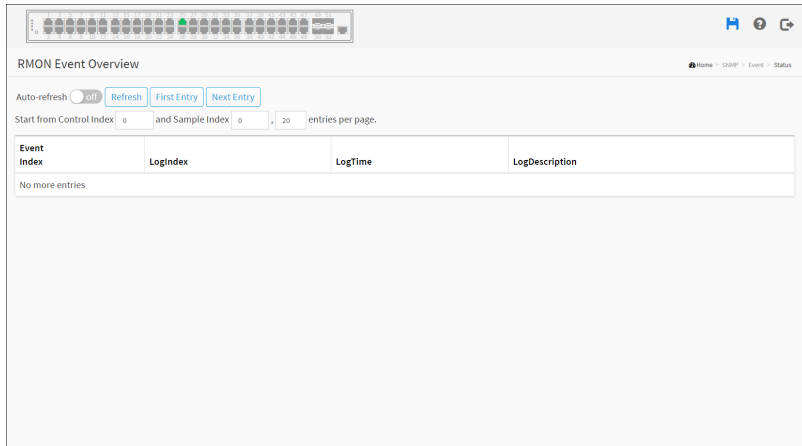 RMON Event Overview
Home > SNMP > Event > Status
Auto-refresh off Refresh First Entry Next Entry
Start from Control Index 0 and Sample Index 0 , 20 entries per page.
Event
Index LogIndex LogTime LogDescription
No more entries